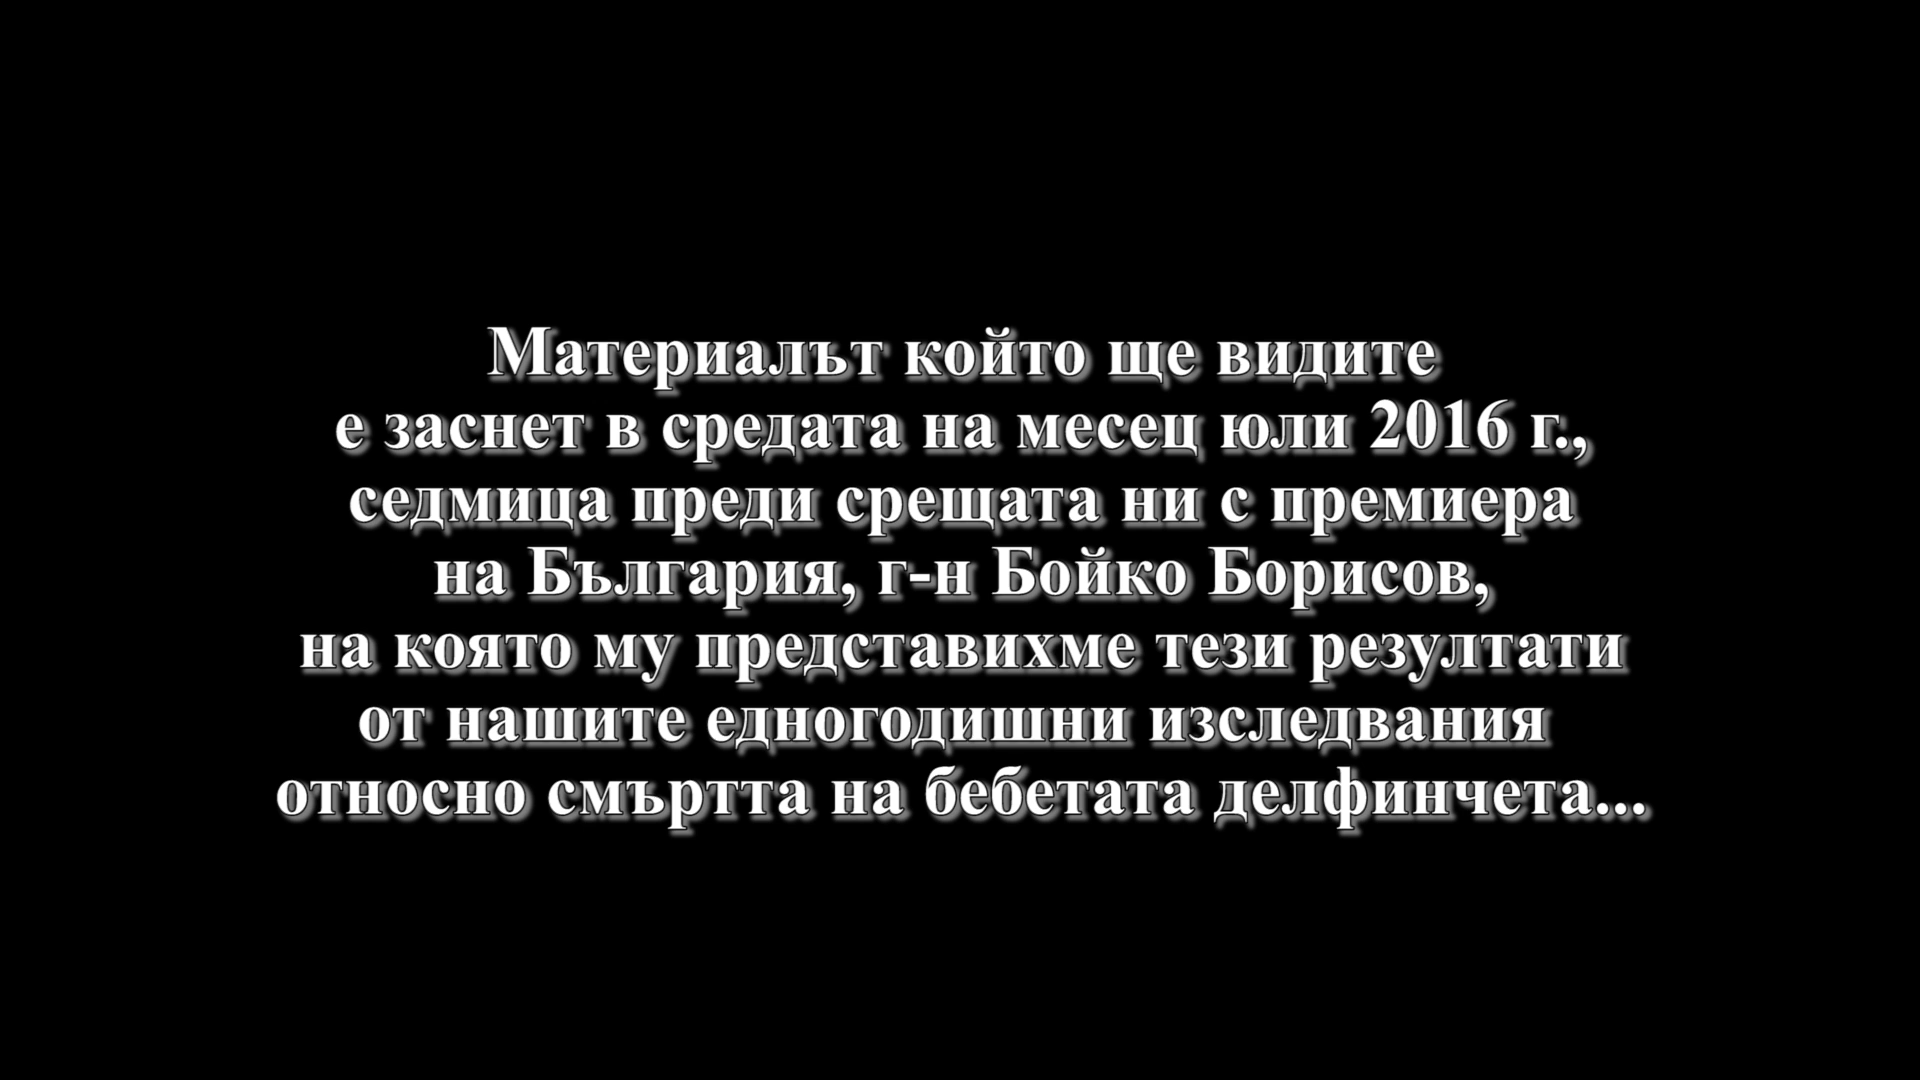 Материалът който ще видите
е заснет в средата на месец юли 2016 г.,
седмица преди срещата ни с премиера
на България, г-н Бойко Борисов,
на която му представихме тези резултати
от нашите едногодишни изследвания
относно смъртта на бебетата делфинчета...